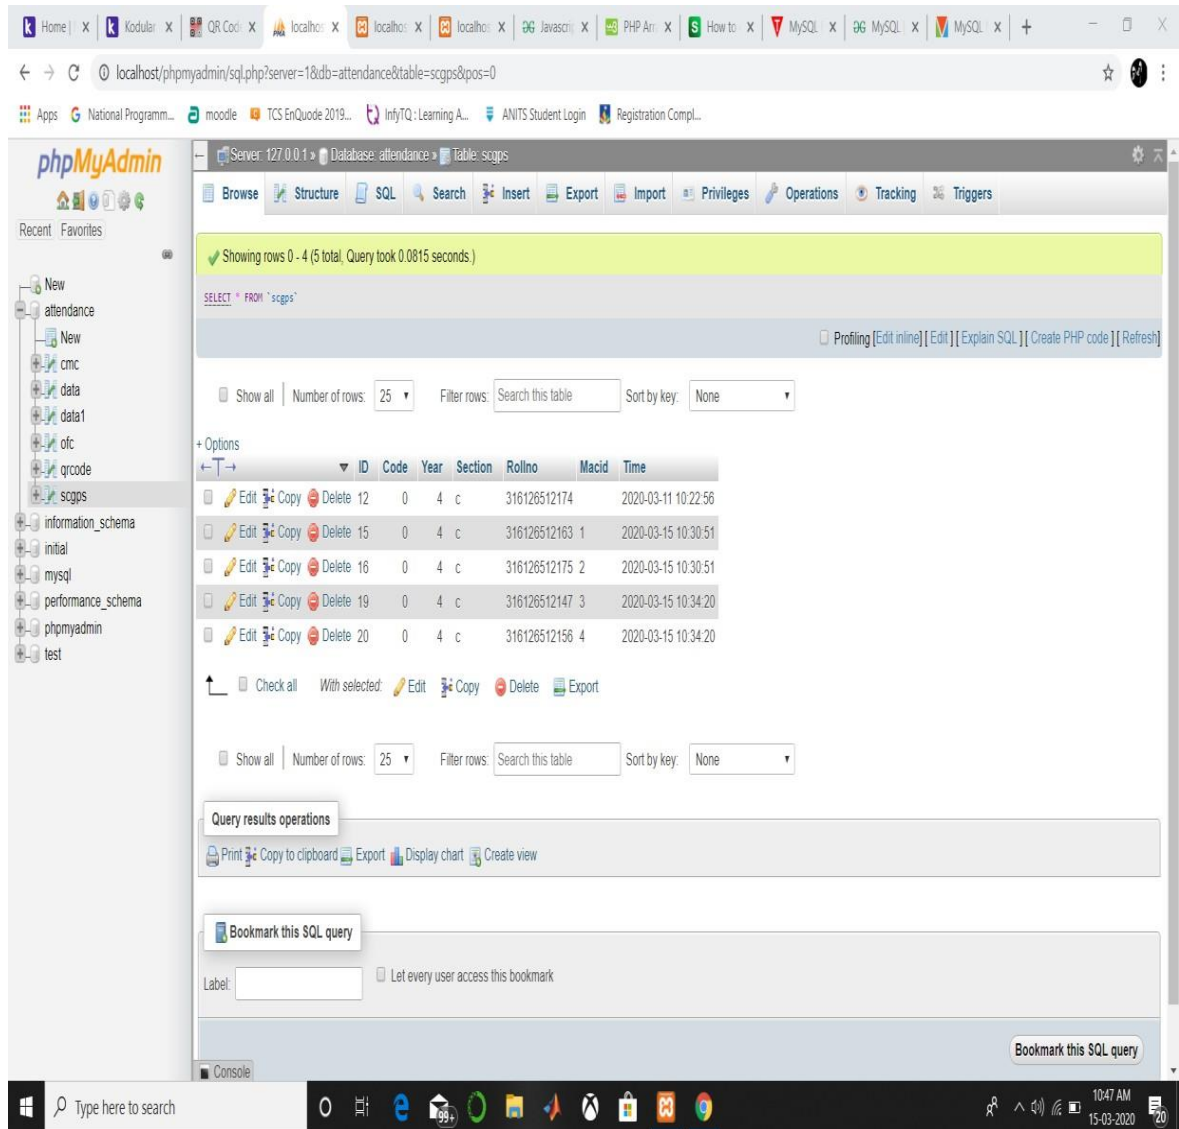 Home | X Kodular X QR Cod X localhos X localhos X localhos X Javascri X PHP Arr X How to X MySQL X MySQL X MySQL X +
localhost/phpmyadmin/sql.php?server=1&db=attendance&table=scgps&pos=0
Apps National Programm... moodle TCS EnQuode 2019... InfyTQ : Learning A... ANITS Student Login Registration Compl...
phpMyAdmin
Recent Favorites
New
attendance
New
cmc
data
data1
ofc
qrcode
scgps
information_schema
initial
mysql
performance_schema
phpmyadmin
test
Server: 127.0.0.1 » Database: attendance » Table: scgps
Browse Structure SQL Search Insert Export Import Privileges Operations Tracking Triggers
Showing rows 0 - 4 (5 total, Query took 0.0815 seconds.)
SELECT * FROM `scgps`
Profiling [Edit inline] [ Edit ] [ Explain SQL ] [ Create PHP code ] [ Refresh]
Show all Number of rows: 25 Filter rows: Search this table Sort by key: None
+ Options
←T→ ID Code Year Section Rollno Macid Time
Edit Copy Delete 12 0 4 c 316126512174 2020-03-11 10:22:56
Edit Copy Delete 15 0 4 c 316126512163 1 2020-03-15 10:30:51
Edit Copy Delete 16 0 4 c 316126512175 2 2020-03-15 10:30:51
Edit Copy Delete 19 0 4 c 316126512147 3 2020-03-15 10:34:20
Edit Copy Delete 20 0 4 c 316126512156 4 2020-03-15 10:34:20
Check all With selected: Edit Copy Delete Export
Show all Number of rows: 25 Filter rows: Search this table Sort by key: None
Query results operations
Print Copy to clipboard Export Display chart Create view
Bookmark this SQL query
Label: Let every user access this bookmark
Bookmark this SQL query
Console
Type here to search 99+ 10:47 AM
15-03-2020 20